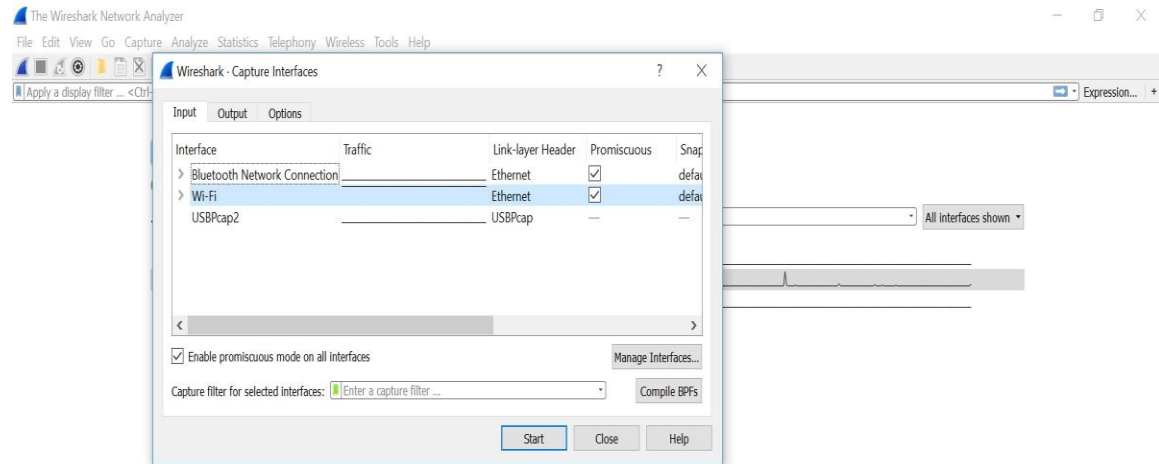 The Wireshark Network Analyzer
File Edit View Go Capture Analyze Statistics Telephony Wireless Tools Help
Wireshark · Capture Interfaces ? X
Apply a display filter ... <Ctrl- Expression... +
Input Output Options
Interface Traffic Link-layer Header Promiscuous Snap
Bluetooth Network Connection Ethernet defau
Wi-Fi Ethernet defau
USBPcap2 USBPcap — —
All interfaces shown
Enable promiscuous mode on all interfaces Manage Interfaces...
Capture filter for selected interfaces: Enter a capture filter ... Compile BPFs
Start Close Help